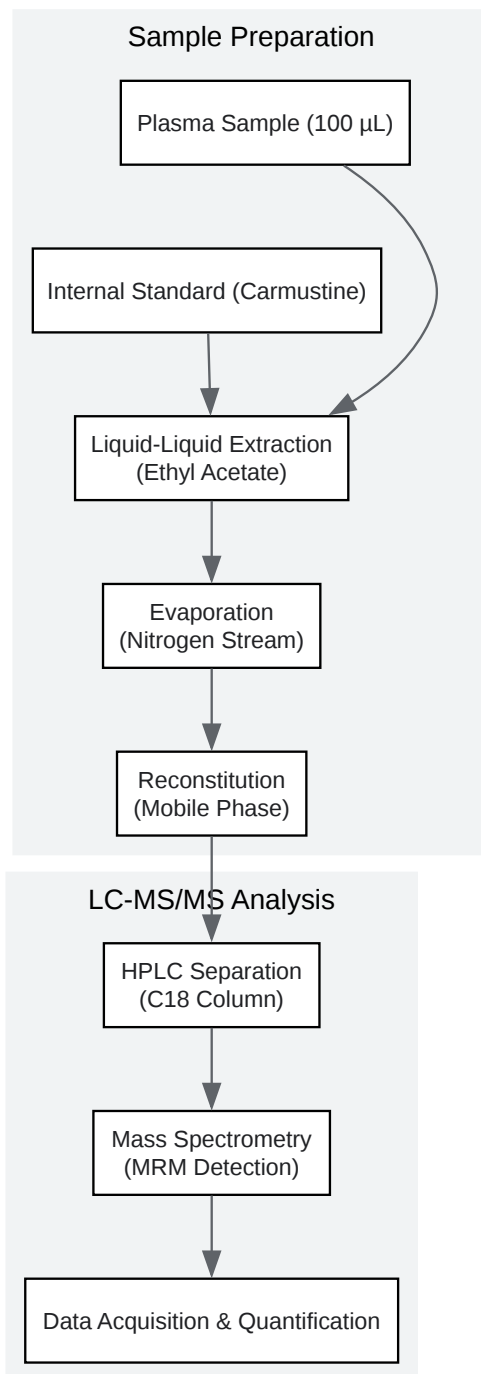 Sample Preparation
Plasma Sample (100 µL)
Internal Standard (Carmustine)
Liquid-Liquid Extraction
(Ethyl Acetate)
Evaporation
(Nitrogen Stream)
Reconstitution
(Mobile Phase)
LC-MS/MS Analysis
HPLC Separation
(C18 Column)
Mass Spectrometry
(MRM Detection)
Data Acquisition & Quantification